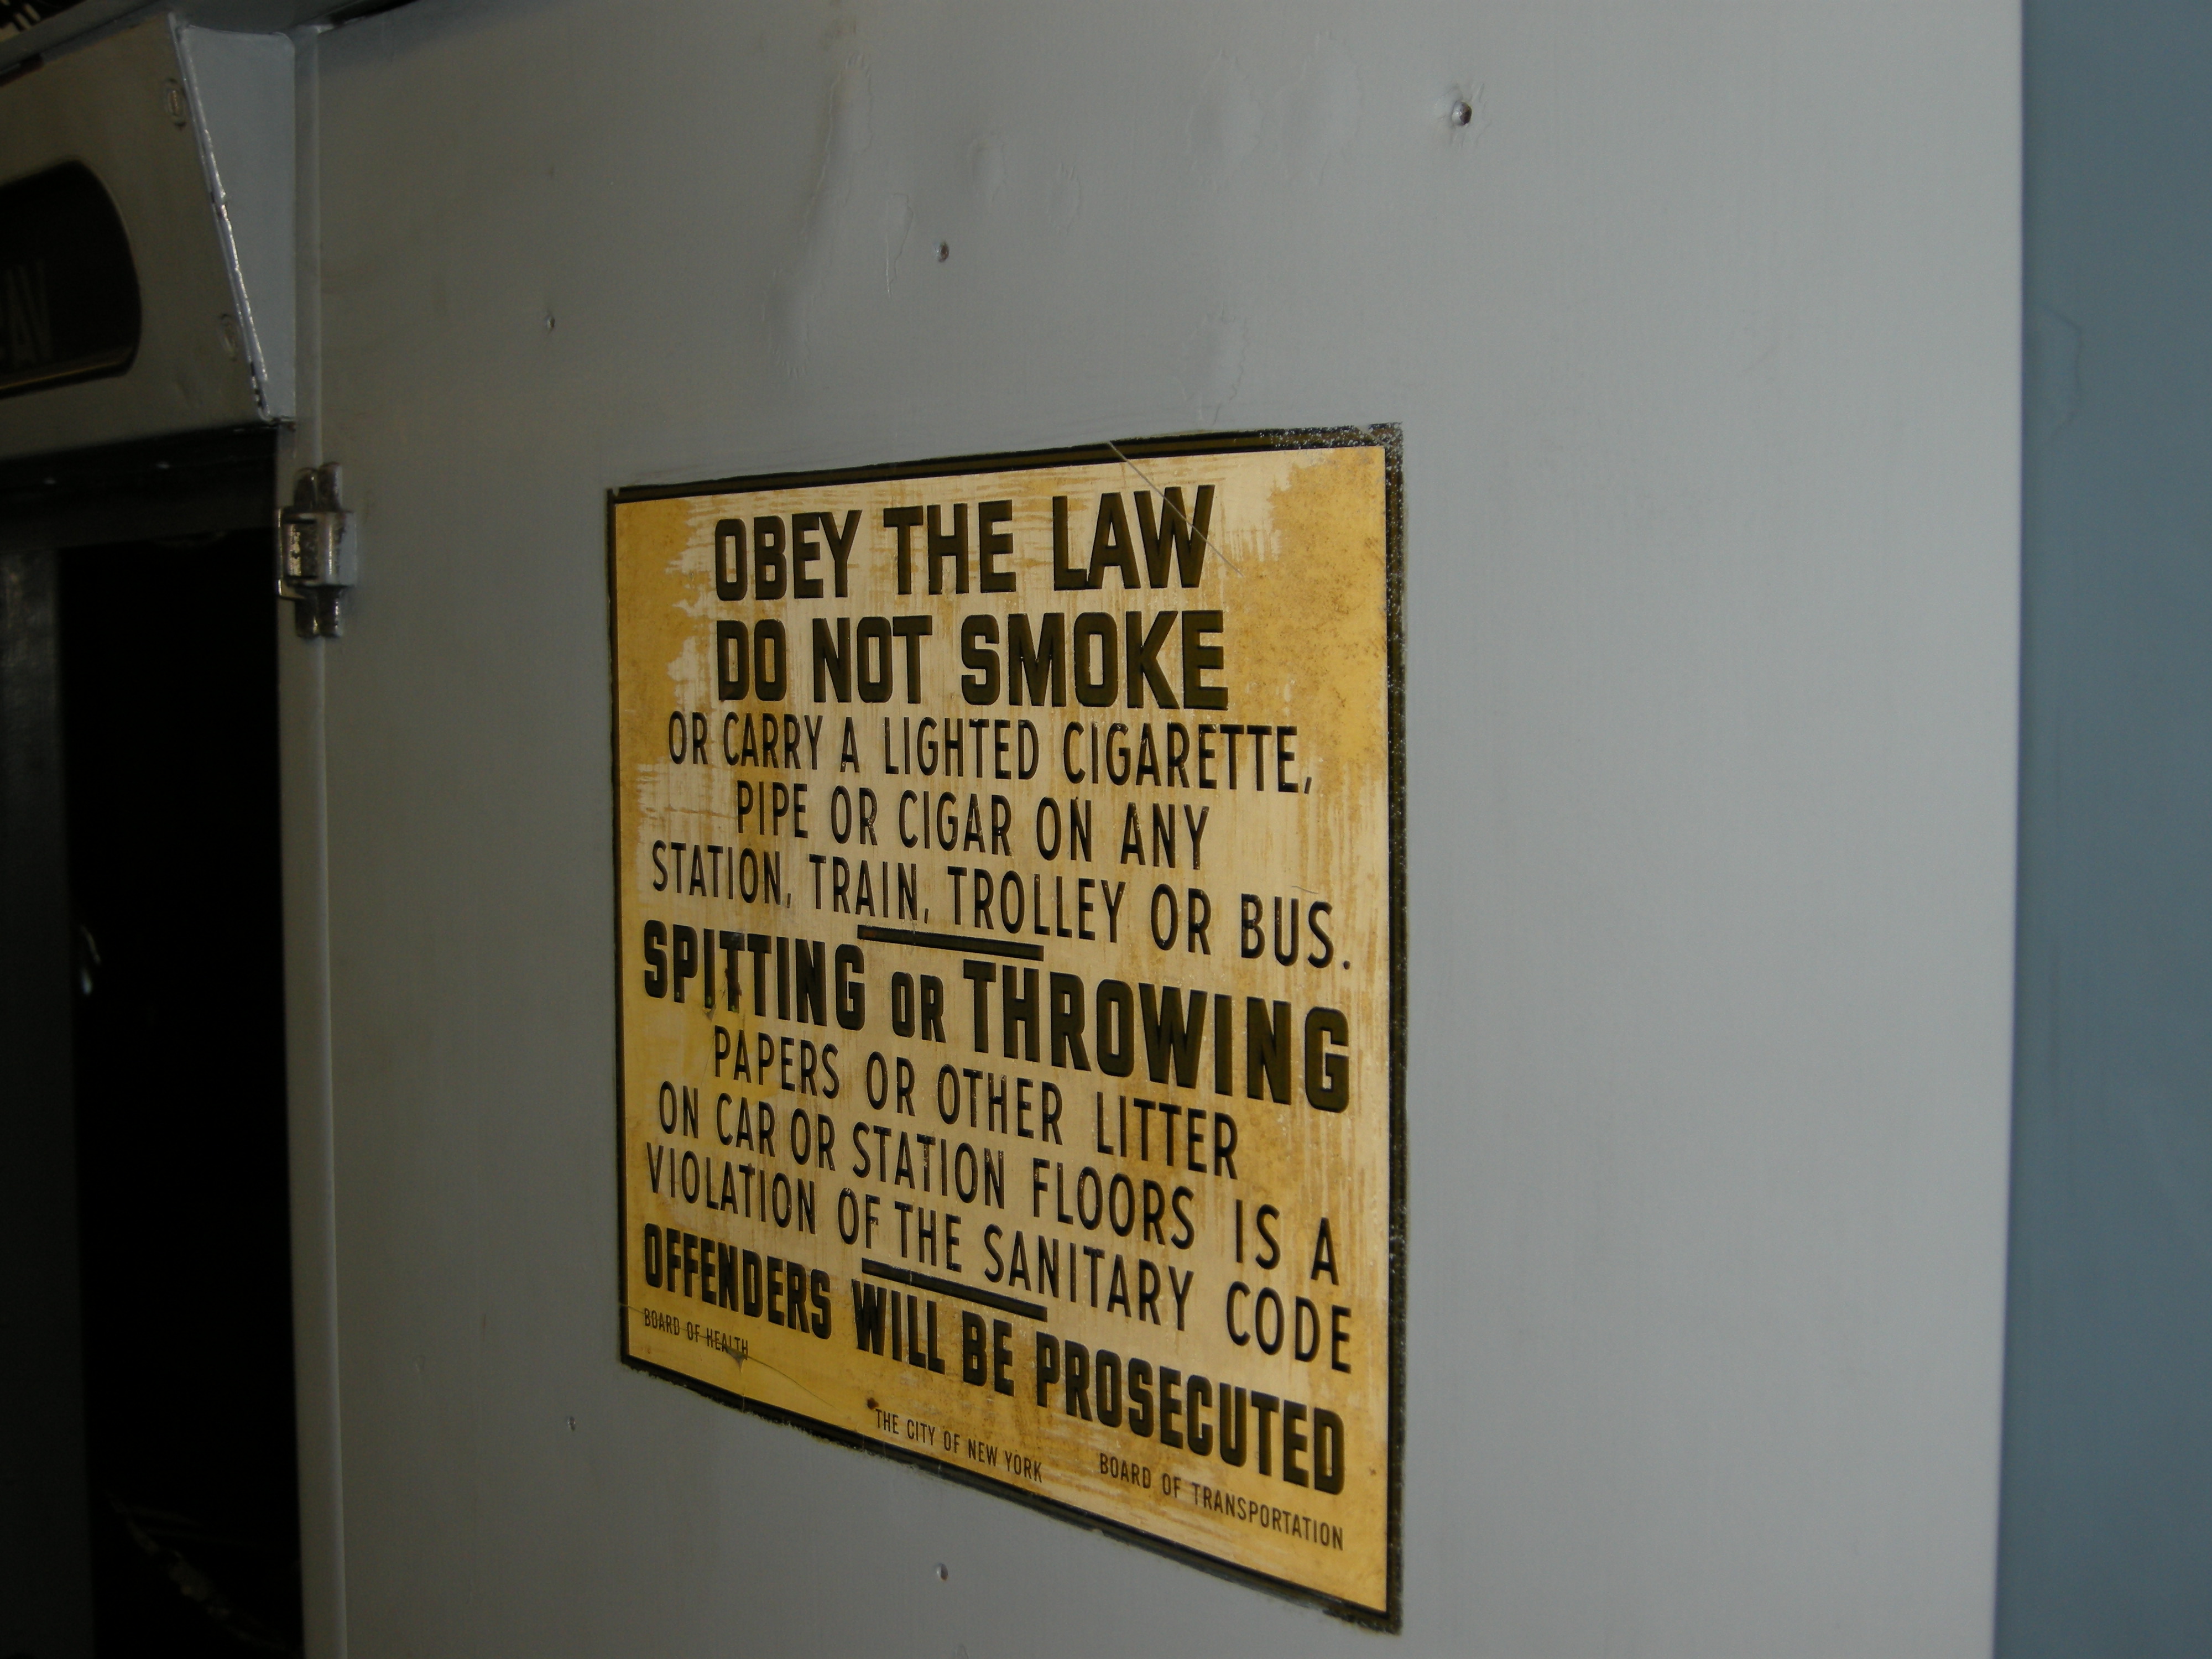 OBEY THE LAW
DO NOT SMOKE
OR CARRY A LIGHTED CIGARETTE,
PIPE OR CIGAR ON ANY
STATION, TRAIN, TROLLEY OR BUS.
SPITTING OR THROWING
PAPERS OR OTHER LITTER
ON CAR OR STATION FLOORS IS A
VIOLATION OF THE SANITARY CODE
OFFENDERS WILL BE PROSECUTED
BOARD OF HEALTH
THE CITY OF NEW YORK
BOARD OF TRANSPORTATION